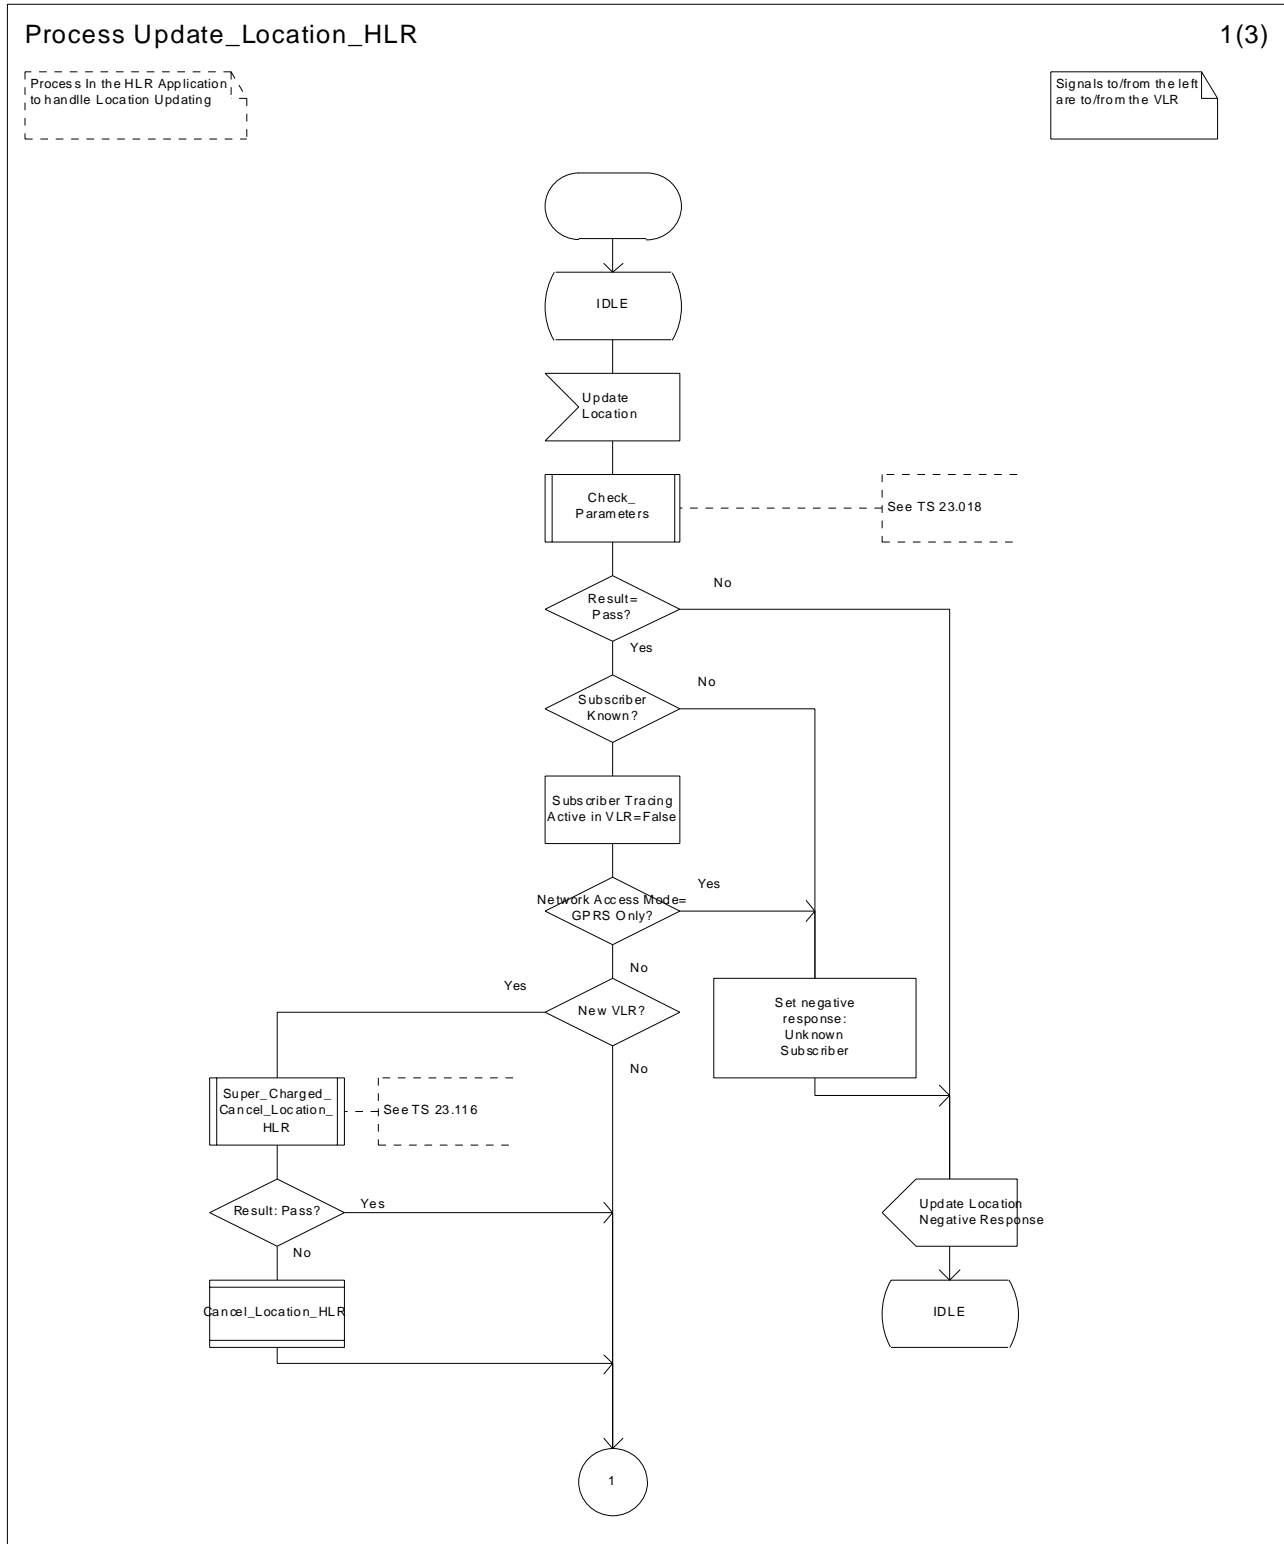 Process Update_Location_HLR
1(3)
Process In the HLR Application
to handlle Location Updating
Signals to/from the left
are to/from the VLR
IDLE
Update
Location
Check_
Parameters
See TS 23.018
No
Result=
Pass?
Yes
No
Subscriber
Known?
Subscriber Tracing
Active in VLR=False
Network Access Mode=
GPRS Only?
Yes
No
Yes
New VLR?
Set negative
response:
Unknown
Subscriber
No
Super_Charged_
Cancel_Location_
HLR
See TS 23.116
Result: Pass?
Yes
Update Location
Negative Response
No
Cancel_Location_HLR
IDLE
1